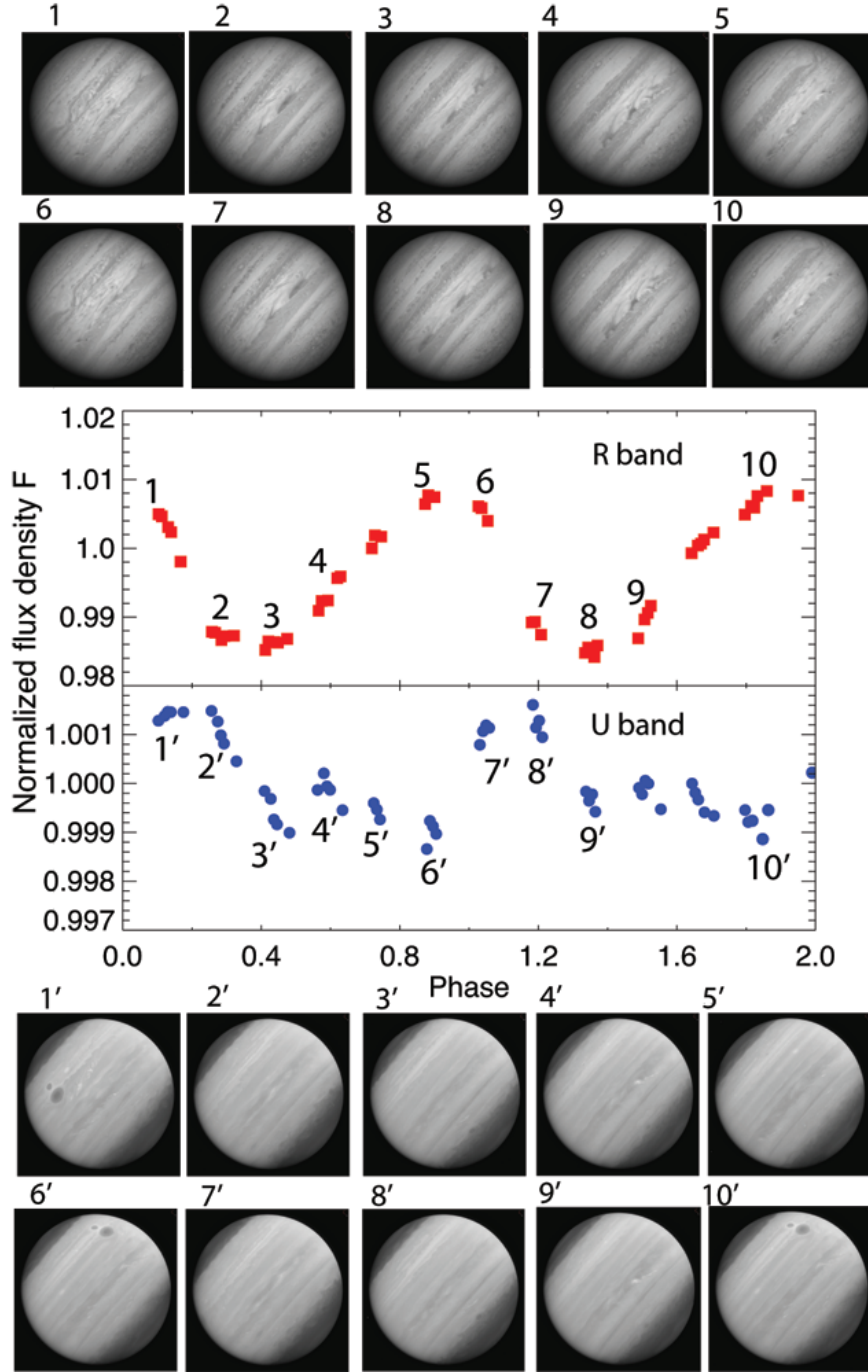 1 2 3 4 5
6 7 8 9 10
Normalized flux density F
1.02
1.01
1.0
0.99
0.98
R band
1 2 3 4 5 6 7 8 9 10
1.001
1.000
0.999
0.998
0.997
U band
1′ 2′ 3′ 4′ 5′ 6′ 7′ 8′ 9′ 10′
0.0 0.4 0.8 1.2 1.6 2.0
Phase
1′ 2′ 3′ 4′ 5′
6′ 7′ 8′ 9′ 10′